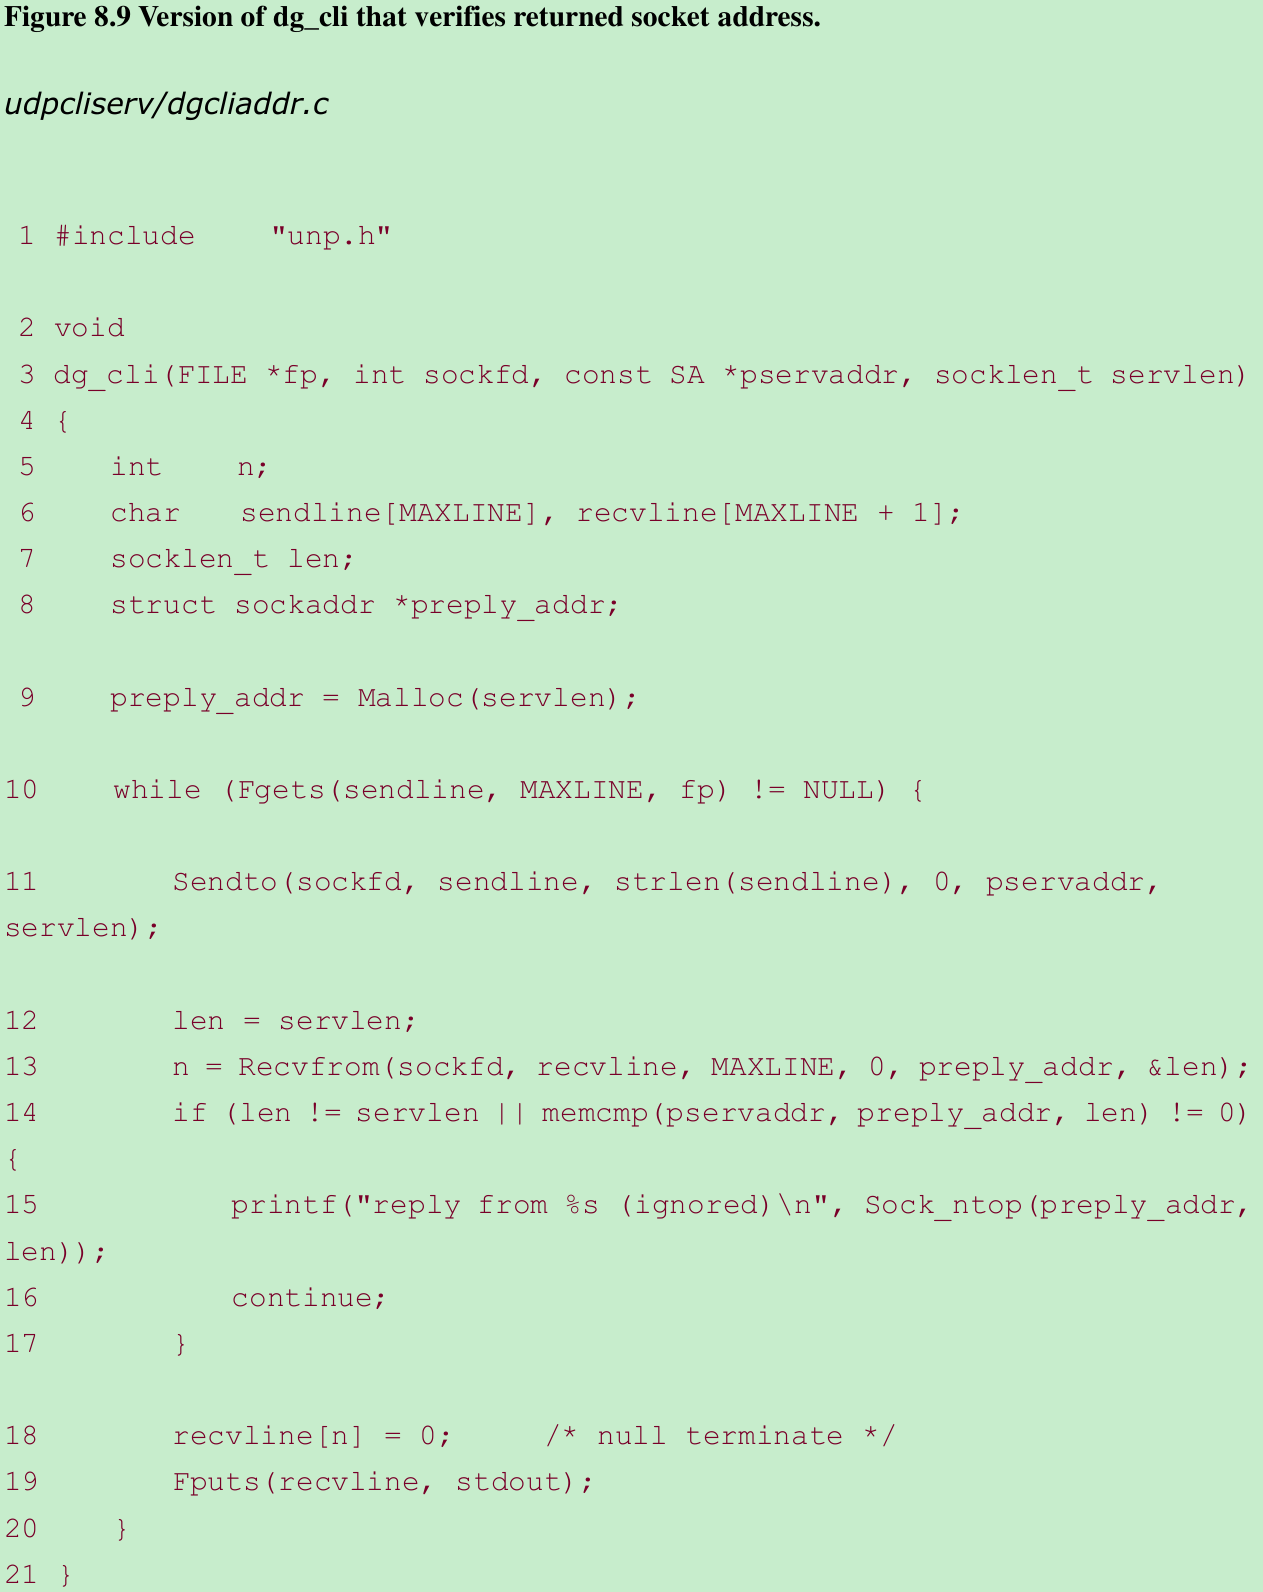 Figure 8.9 Version of dg_cli that verifies returned socket address.
udpcliserv/dgcliaddr.c
1 #include    "unp.h"
2 void
3 dg_cli(FILE *fp, int sockfd, const SA *pservaddr, socklen_t servlen)
4 {
5    int    n;
6    char   sendline[MAXLINE], recvline[MAXLINE + 1];
7    socklen_t len;
8    struct sockaddr *preply_addr;
9    preply_addr = Malloc(servlen);
10    while (Fgets(sendline, MAXLINE, fp) != NULL) {
11       Sendto(sockfd, sendline, strlen(sendline), 0, pservaddr,
servlen);
12       len = servlen;
13       n = Recvfrom(sockfd, recvline, MAXLINE, 0, preply_addr, &len);
14       if (len != servlen || memcmp(pservaddr, preply_addr, len) != 0)
{
15          printf("reply from %s (ignored)\n", Sock_ntop(preply_addr,
len));
16          continue;
17       }
18       recvline[n] = 0;     /* null terminate */
19       Fputs(recvline, stdout);
20    }
21 }